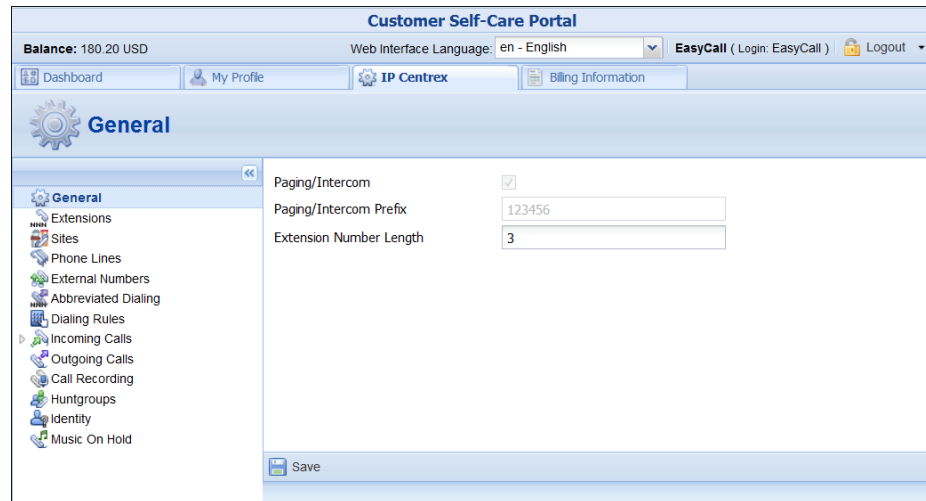 Customer Self-Care Portal
Balance: 180.20 USD Web Interface Language: en - English EasyCall ( Login: EasyCall ) Logout
Dashboard My Profile IP Centrex Billing Information
General
General
Extensions
Sites
Phone Lines
External Numbers
Abbreviated Dialing
Dialing Rules
Incoming Calls
Outgoing Calls
Call Recording
Huntgroups
Identity
Music On Hold
Paging/Intercom
Paging/Intercom Prefix 123456
Extension Number Length 3
Save